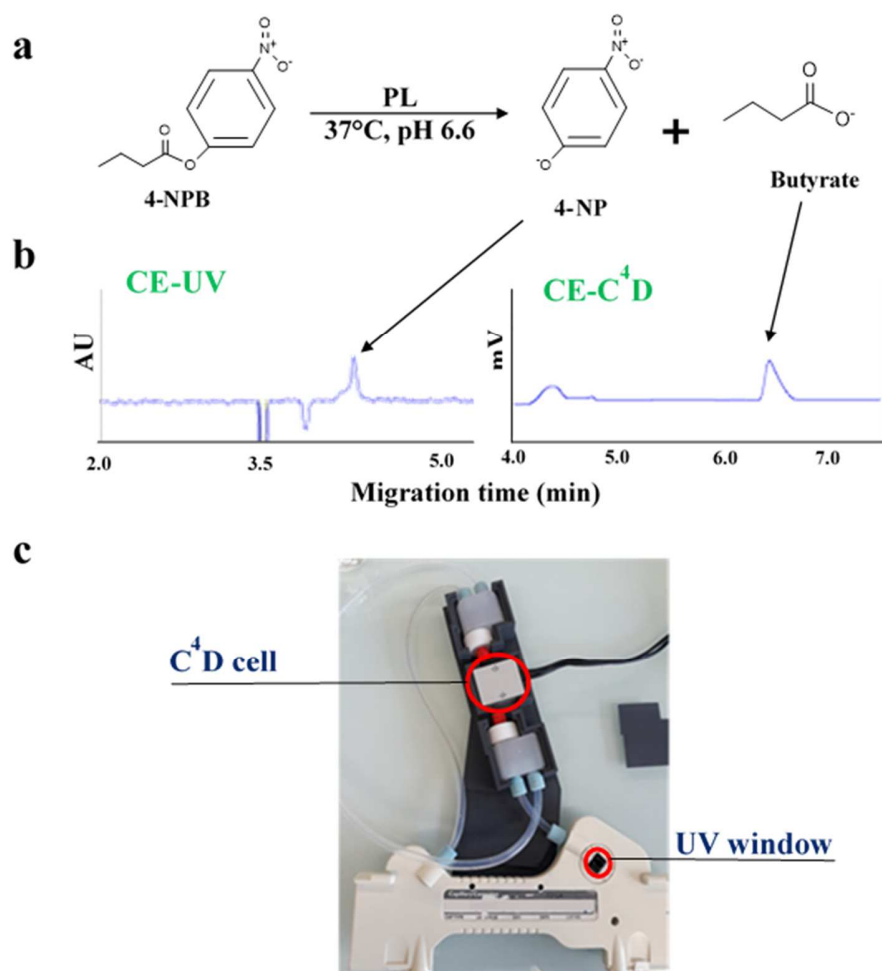 a
O
N⁺
O⁻
O
O
4-NPB
PL
37°C, pH 6.6
O
N⁺
O⁻
⁻O
4-NP
+
O
O⁻
Butyrate
b
CE-UV
AU
2.0
3.5
5.0
CE-C⁴D
mV
4.0
5.0
6.0
7.0
Migration time (min)
c
C⁴D cell
UV window